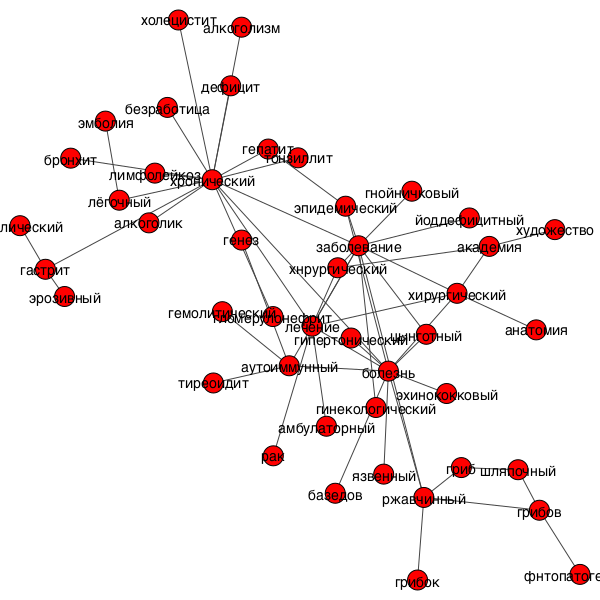 холецистит
алкоголизм
дефицит
безработица
эмболия
гепатит
тонзиллит
бронхит
лимфолейкоз
хронический
гнойничковый
лёгочный
эпидемический
йоддефицитный
лический
алкоголик
художество
генез
заболевание
академия
хнрургический
гастрит
эрозивный
хирургический
гемолитический
гломерулонефрит
лечение
анатомия
гипертонический
цынготный
аутоиммунный
болезнь
тиреоидит
эхинококковый
гинекологический
амбулаторный
рак
гриб
шляпочный
язвенный
базедов
ржавчинный
грибов
фнтопатоге
грибок